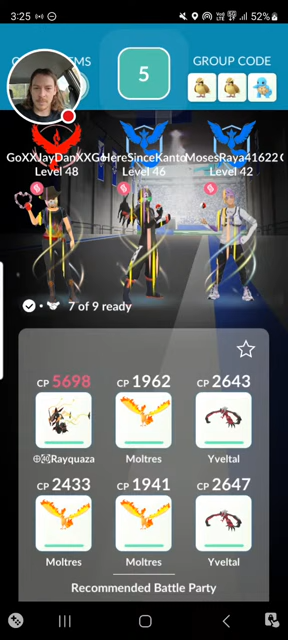 3:25
52%
5
GROUP CODE
GoXXJayDanXXGo
HereSinceKanto
MosesRaya41622
Level 48
Level 46
Level 42
7 of 9 ready
CP 5698
CP 1962
CP 2643
Rayquaza
Moltres
Yveltal
CP 2433
CP 1941
CP 2647
Moltres
Moltres
Yveltal
Recommended Battle Party